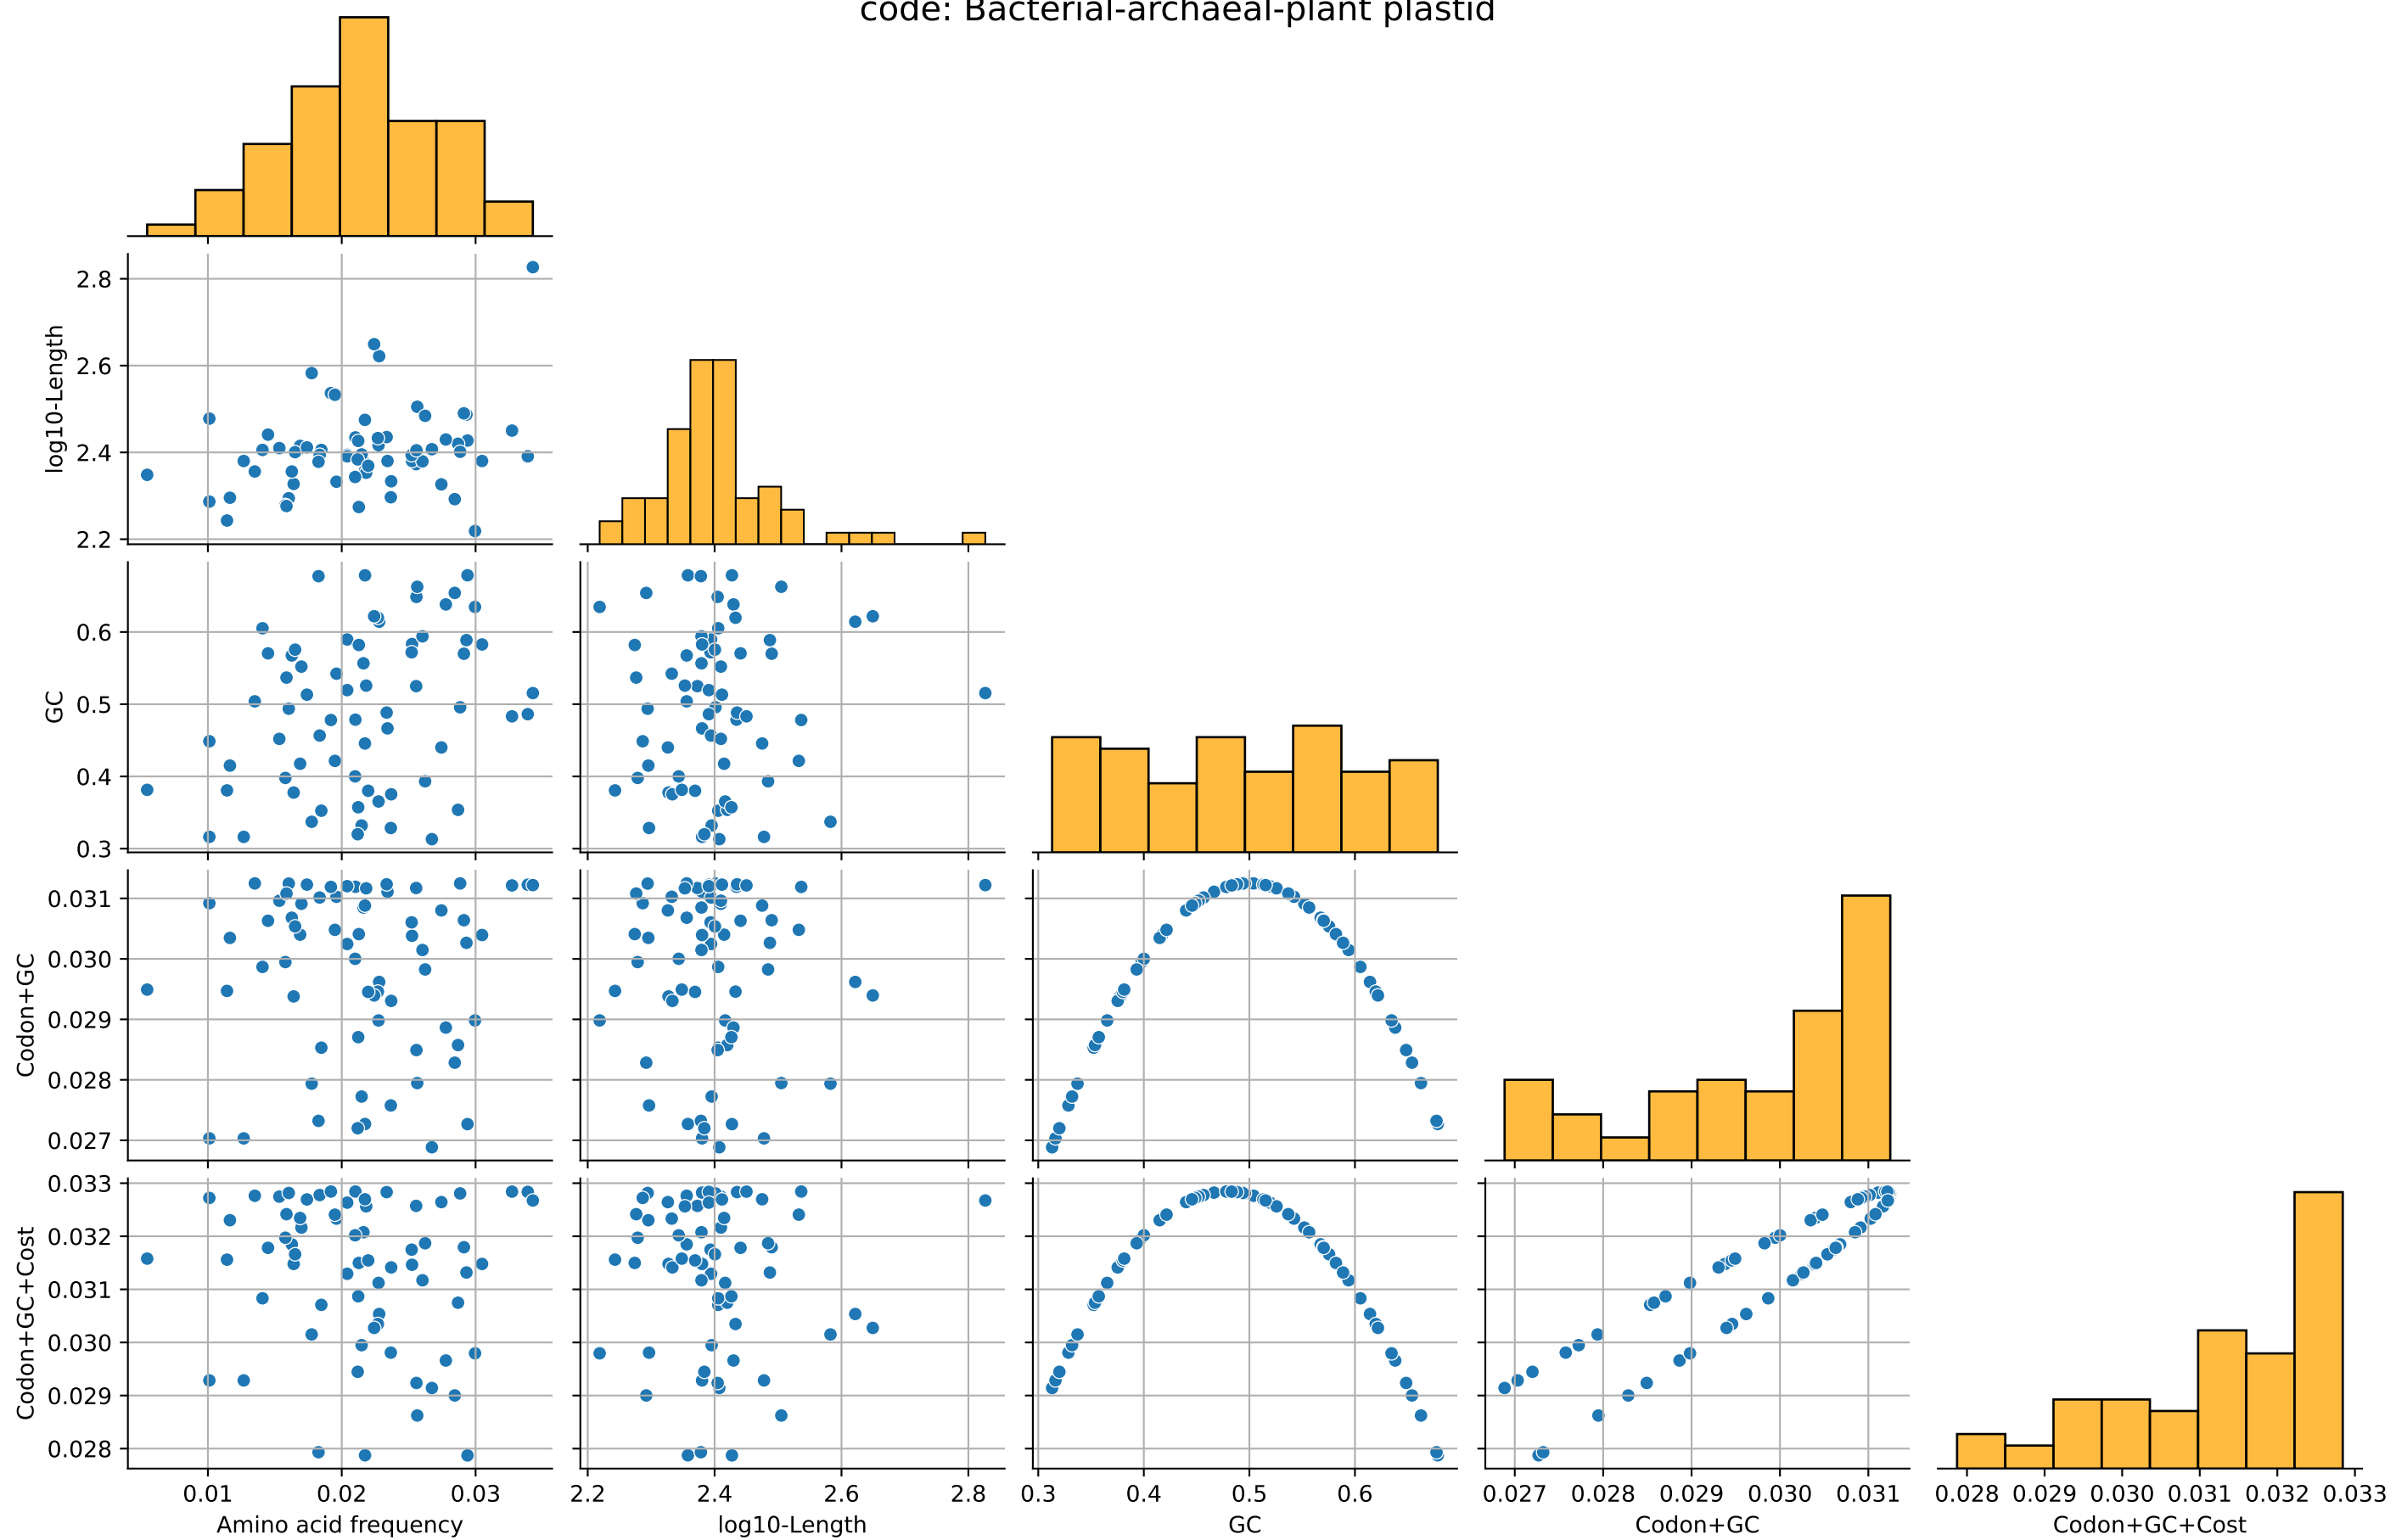 code: Bacterial-archaeal-plant plastid
2.8
2.6
2.4
2.2
log10-Length
0.6
0.5
0.4
0.3
GC
0.031
0.030
0.029
0.028
0.027
Codon+GC
0.033
0.032
0.031
0.030
0.029
0.028
Codon+GC+Cost
0.01 0.02 0.03 2.2 2.4 2.6 2.8 0.3 0.4 0.5 0.6 0.027 0.028 0.029 0.030 0.031 0.028 0.029 0.030 0.031 0.032 0.033
Amino acid frequency log10-Length GC Codon+GC Codon+GC+Cost